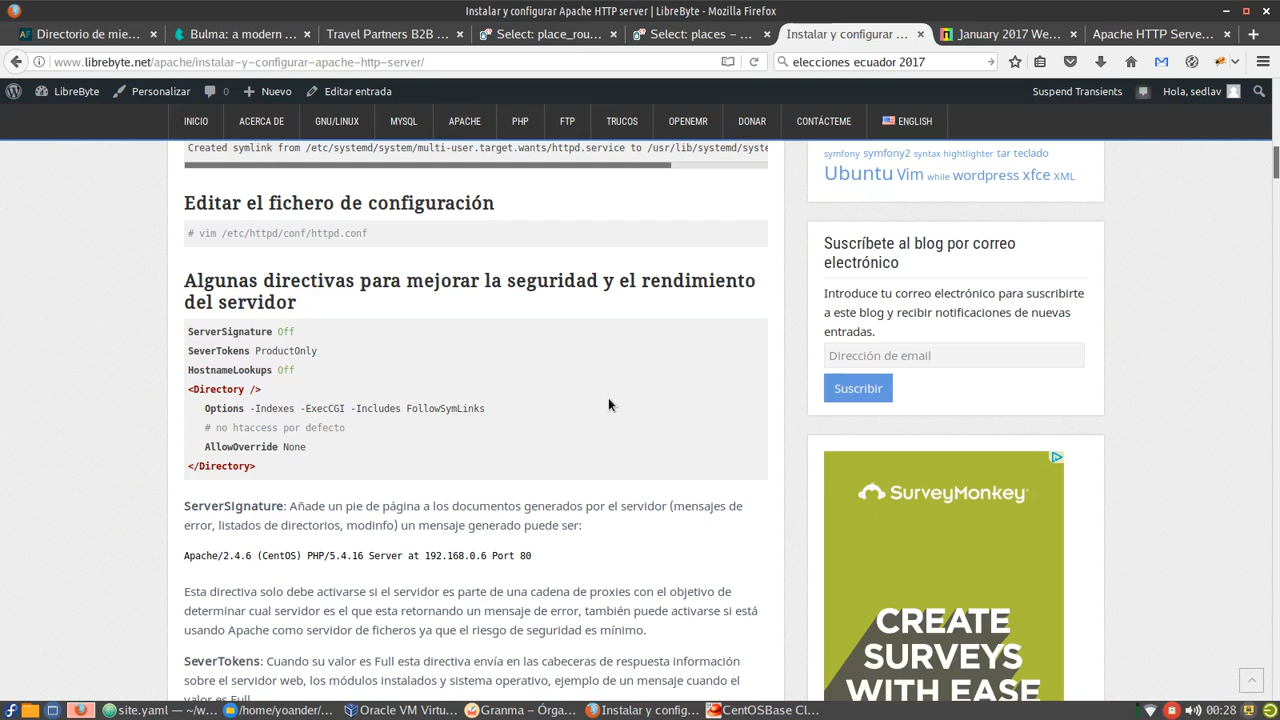 Instalar y configurar Apache HTTP server | LibreByte - Mozilla Firefox
Directorio de mie...
Bulma: a modern ...
Travel Partners B2B ...
Select: place_rou...
Select: places – ...
Instalar y configurar ...
January 2017 We...
Apache HTTP Serve...
www.librebyte.net/apache/instalar-y-configurar-apache-http-server/
elecciones ecuador 2017
LibreByte
Personalizar
0
Nuevo
Editar entrada
Suspend Transients
Hola, sedlav
INICIO
ACERCA DE
GNU/LINUX
MYSQL
APACHE
PHP
FTP
TRUCOS
OPENEMR
DONAR
CONTÁCTEME
ENGLISH
Created symlink from /etc/systemd/system/multi-user.target.wants/httpd.service to /usr/lib/systemd/syste
Editar el fichero de configuración
# vim /etc/httpd/conf/httpd.conf
Algunas directivas para mejorar la seguridad y el rendimiento
del servidor
ServerSignature Off
SeverTokens ProductOnly
HostnameLookups Off
<Directory />
Options -Indexes -ExecCGI -Includes FollowSymLinks
# no htaccess por defecto
AllowOverride None
</Directory>
ServerSignature: Añade un pie de página a los documentos generados por el servidor (mensajes de
error, listados de directorios, modinfo) un mensaje generado puede ser:
Apache/2.4.6 (CentOS) PHP/5.4.16 Server at 192.168.0.6 Port 80
Esta directiva solo debe activarse si el servidor es parte de una cadena de proxies con el objetivo de
determinar cual servidor es el que esta retornando un mensaje de error, también puede activarse si está
usando Apache como servidor de ficheros ya que el riesgo de seguridad es mínimo.
SeverTokens: Cuando su valor es Full esta directiva envía en las cabeceras de respuesta información
sobre el servidor web, los módulos instalados y sistema operativo, ejemplo de un mensaje cuando el
valor es Full
symfony symfony2 syntax hightlighter tar teclado
Ubuntu Vim while wordpress xfce XML
Suscríbete al blog por correo
electrónico
Introduce tu correo electrónico para suscribirte
a este blog y recibir notificaciones de nuevas
entradas.
Dirección de email
Suscribir
SurveyMonkey
CREATE
SURVEYS
WITH EASE
site.yaml — ~/w...
/home/yoander/...
Oracle VM Virtu...
Granma – Órga...
Instalar y config...
CentOSBase Cl...
00:28